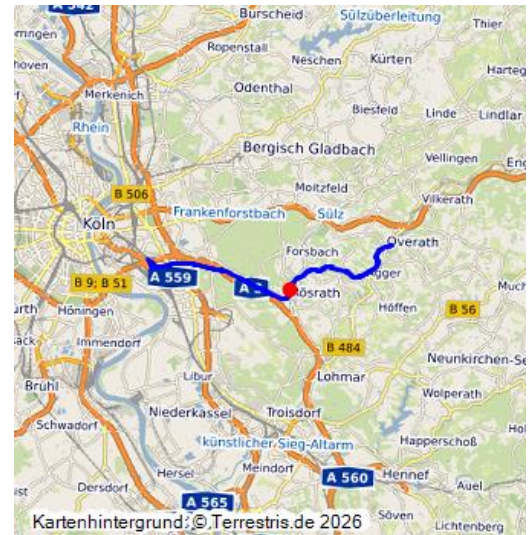 A 542
Burscheid
Sülzüberleitung
Thier
Ropenstall
Neschen
Kürten
Harteg
hoven
Merkenich
Odenthal
Biesfeld
Linde
Lindlar
Rhein
Bergisch Gladbach
Vellingen
Eng
B 506
Moitzfeld
Vilkerath
Köln
Frankenforstbach
Sülz
Forsbach
Overath
B 9; B 51
A 559
A 3
Rösrath
Agger
Much
Höningen
Höffen
B 56
Immendorf
B 484
Libur
Lohmar
Neunkirchen-Se
Brühl
Wolperath
Niederkassel
Troisdorf
Schwadorf
künstlicher Sieg-Altarm
Happerschoß
Hersel
Meindorf
A 560
Hennef
Asb
Dersdorf
A 565
Söven
Lichtenberg
Kartenhintergrund: © Terrestris.de 2026